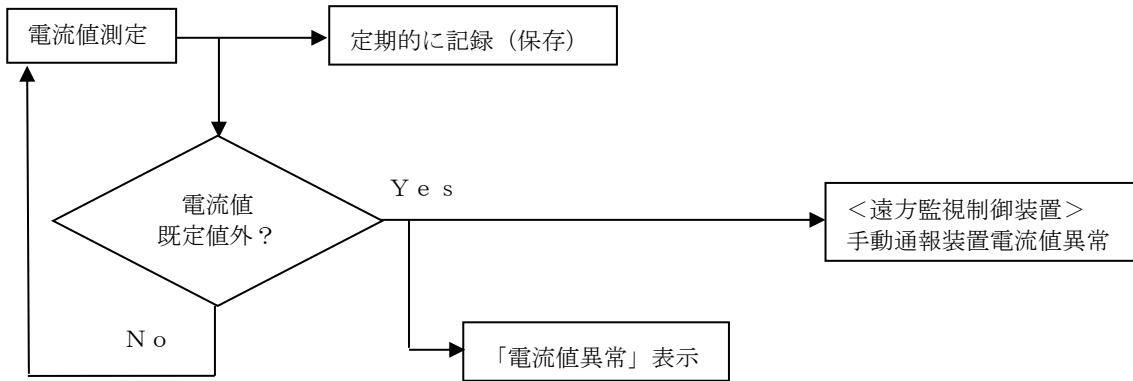 電流値測定
定期的に記録（保存）
電流値
既定値外？
Ｙｅｓ
＜遠方監視制御装置＞
手動通報装置電流値異常
Ｎｏ
「電流値異常」表示